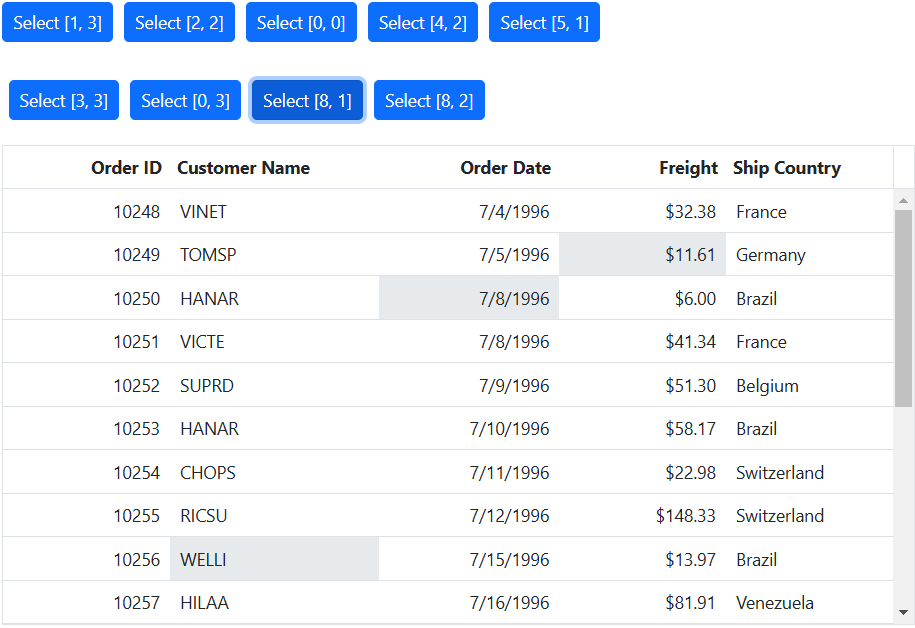 Select [1, 3] Select [2, 2] Select [0, 0] Select [4, 2] Select [5, 1]
Select [3, 3] Select [0, 3] Select [8, 1] Select [8, 2]
Order ID Customer Name Order Date Freight Ship Country
10248 VINET 7/4/1996 $32.38 France
10249 TOMSP 7/5/1996 $11.61 Germany
10250 HANAR 7/8/1996 $6.00 Brazil
10251 VICTE 7/8/1996 $41.34 France
10252 SUPRD 7/9/1996 $51.30 Belgium
10253 HANAR 7/10/1996 $58.17 Brazil
10254 CHOPS 7/11/1996 $22.98 Switzerland
10255 RICSU 7/12/1996 $148.33 Switzerland
10256 WELLI 7/15/1996 $13.97 Brazil
10257 HILAA 7/16/1996 $81.91 Venezuela